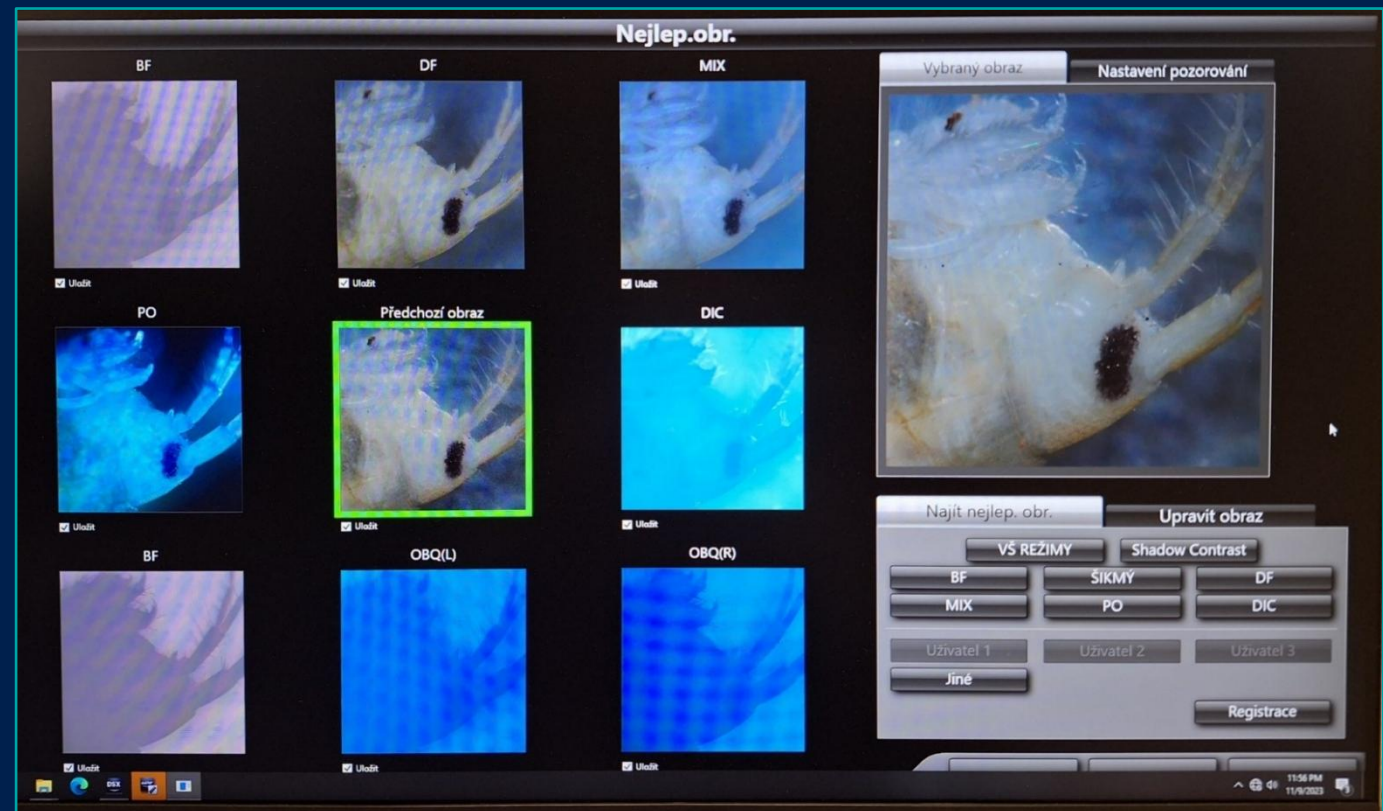 Nejlep.obr.
BF
DF
MIX
Uložit
Uložit
Uložit
PO
Předchozí obraz
DIC
Uložit
Uložit
Uložit
BF
OBQ(L)
OBQ(R)
Uložit
Uložit
Uložit
Vybraný obraz
Nastavení pozorování
Najít nejlep. obr.
Upravit obraz
VŠ REŽIMY
Shadow Contrast
BF
ŠIKMÝ
DF
MIX
PO
DIC
Uživatel 1
Uživatel 2
Uživatel 3
Jiné
Registrace
DSX
11:56 PM
11/9/2023